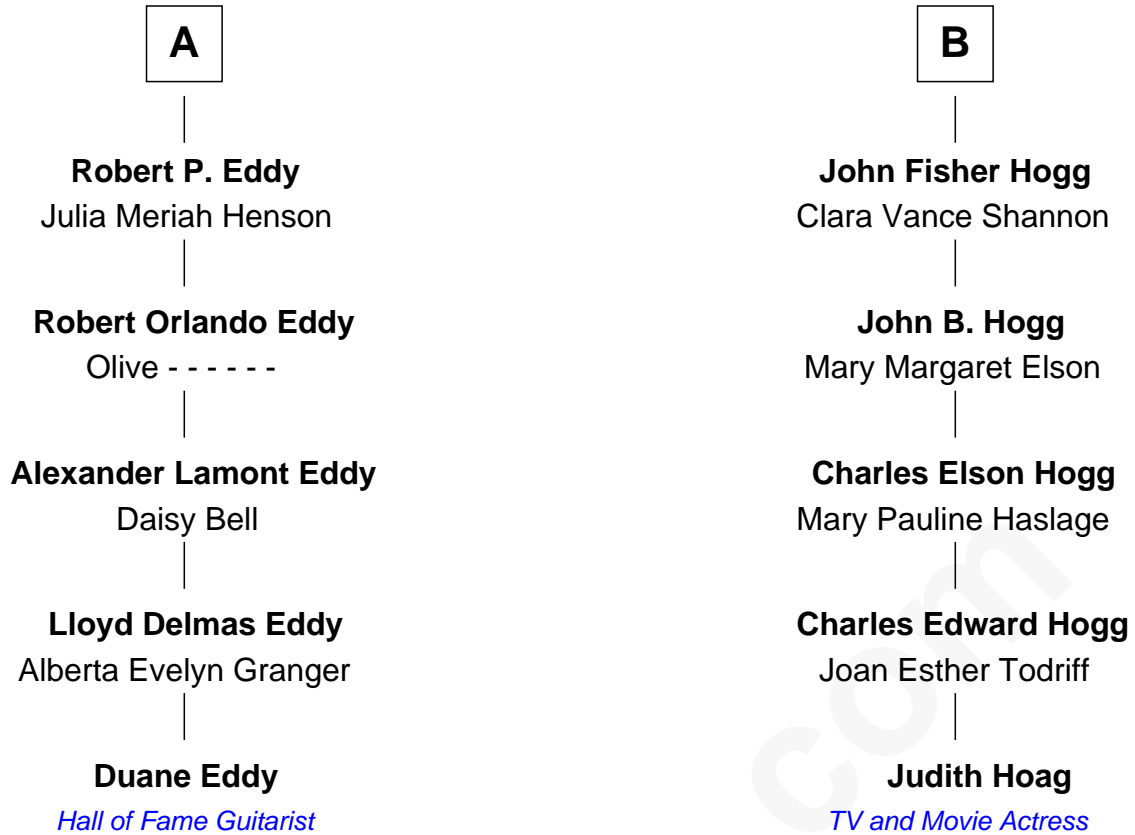 A
Robert P. Eddy
Julia Meriah Henson
Robert Orlando Eddy
Olive - - - - - -
Alexander Lamont Eddy
Daisy Bell
Lloyd Delmas Eddy
Alberta Evelyn Granger
Duane Eddy
Hall of Fame Guitarist
B
John Fisher Hogg
Clara Vance Shannon
John B. Hogg
Mary Margaret Elson
Charles Elson Hogg
Mary Pauline Haslage
Charles Edward Hogg
Joan Esther Todriff
Judith Hoag
TV and Movie Actress
com